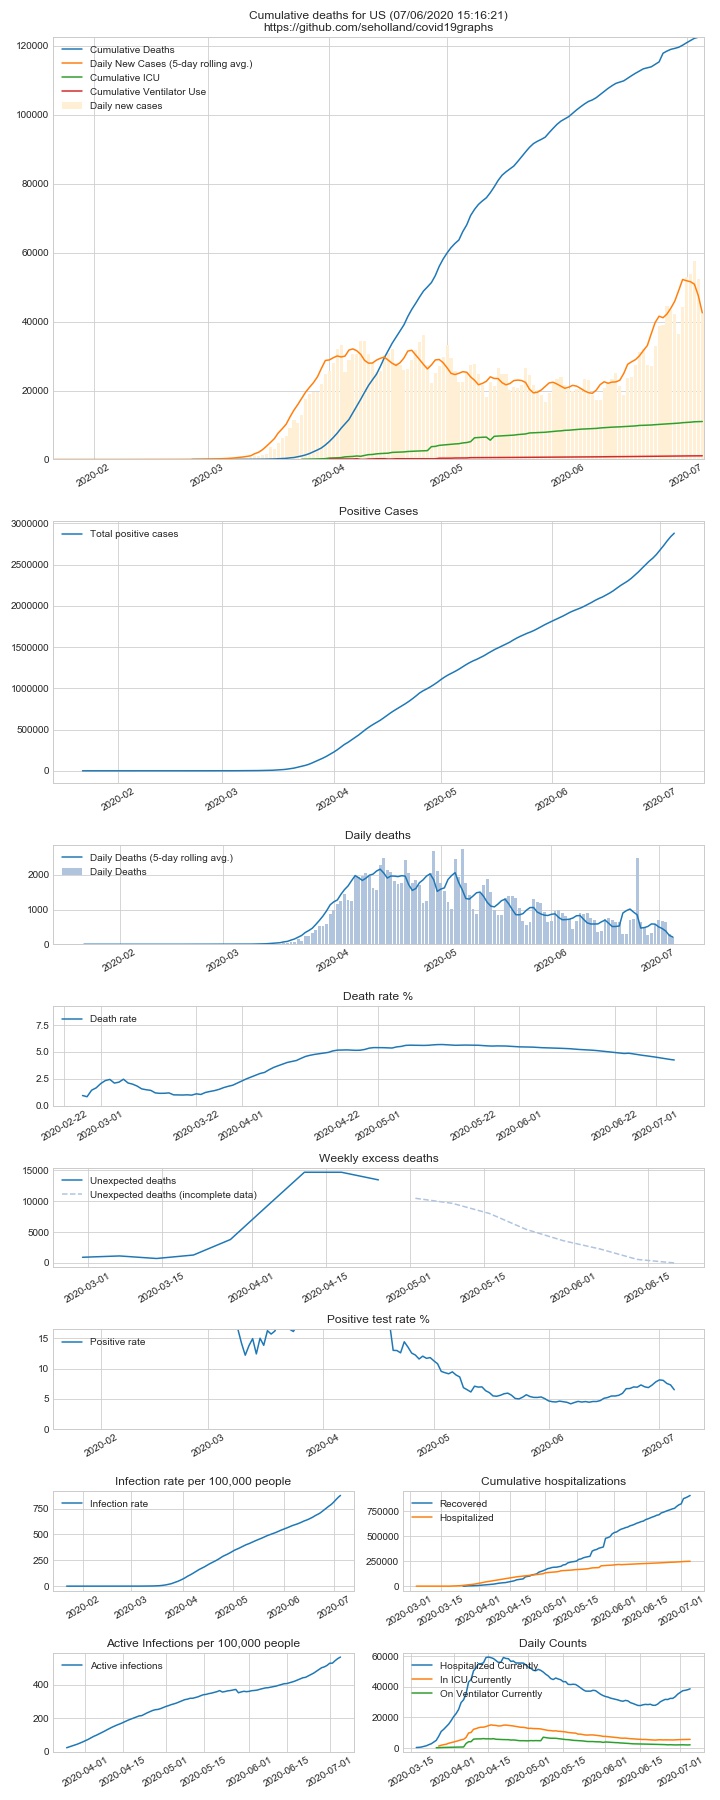 Cumulative deaths for US (07/06/2020 15:16:21)
https://github.com/seholland/covid19graphs
Cumulative Deaths
Daily New Cases (5-day rolling avg.)
Cumulative ICU
Cumulative Ventilator Use
Daily new cases
120000
100000
80000
60000
40000
20000
0
2020-02 2020-03 2020-04 2020-05 2020-06 2020-07
Positive Cases
Total positive cases
3000000
2500000
2000000
1500000
1000000
500000
0
2020-02 2020-03 2020-04 2020-05 2020-06 2020-07
Daily deaths
Daily Deaths (5-day rolling avg.)
Daily Deaths
2000
1000
0
2020-02 2020-03 2020-04 2020-05 2020-06 2020-07
Death rate %
Death rate
7.5
5.0
2.5
0.0
2020-02-22 2020-03-01 2020-03-22 2020-04-01 2020-04-22 2020-05-01 2020-05-22 2020-06-01 2020-06-22 2020-07-01
Weekly excess deaths
Unexpected deaths
Unexpected deaths (incomplete data)
15000
10000
5000
0
2020-03-01 2020-03-15 2020-04-01 2020-04-15 2020-05-01 2020-05-15 2020-06-01 2020-06-15
Positive test rate %
Positive rate
15
10
5
0
2020-02 2020-03 2020-04 2020-05 2020-06 2020-07
Infection rate per 100,000 people
Infection rate
750
500
250
0
2020-02 2020-03 2020-04 2020-05 2020-06 2020-07
Cumulative hospitalizations
Recovered
Hospitalized
750000
500000
250000
0
2020-03-01 2020-03-15 2020-04-01 2020-04-15 2020-05-01 2020-05-15 2020-06-01 2020-06-15 2020-07-01
Active Infections per 100,000 people
Active infections
400
200
0
2020-04-01 2020-04-15 2020-05-01 2020-05-15 2020-06-01 2020-06-15 2020-07-01
Daily Counts
Hospitalized Currently
In ICU Currently
On Ventilator Currently
60000
40000
20000
0
2020-03-15 2020-04-01 2020-04-15 2020-05-01 2020-05-15 2020-06-01 2020-06-15 2020-07-01